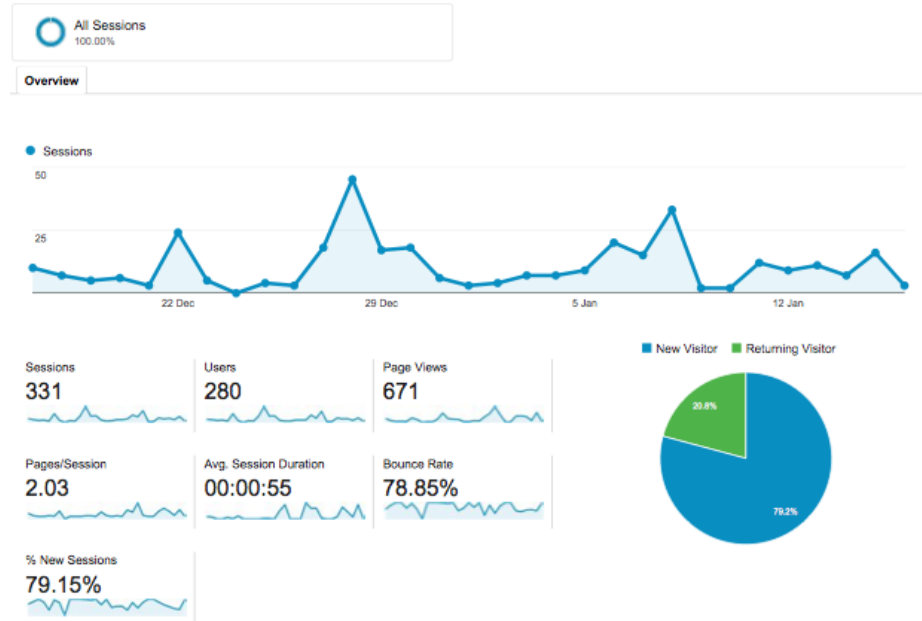 All Sessions
100.00%
Overview
Sessions
50
25
22 Dec
29 Dec
5 Jan
12 Jan
Sessions
331
Users
280
Page Views
671
Pages/Session
2.03
Avg. Session Duration
00:00:55
Bounce Rate
78.85%
% New Sessions
79.15%
New Visitor
Returning Visitor
20.8%
79.2%